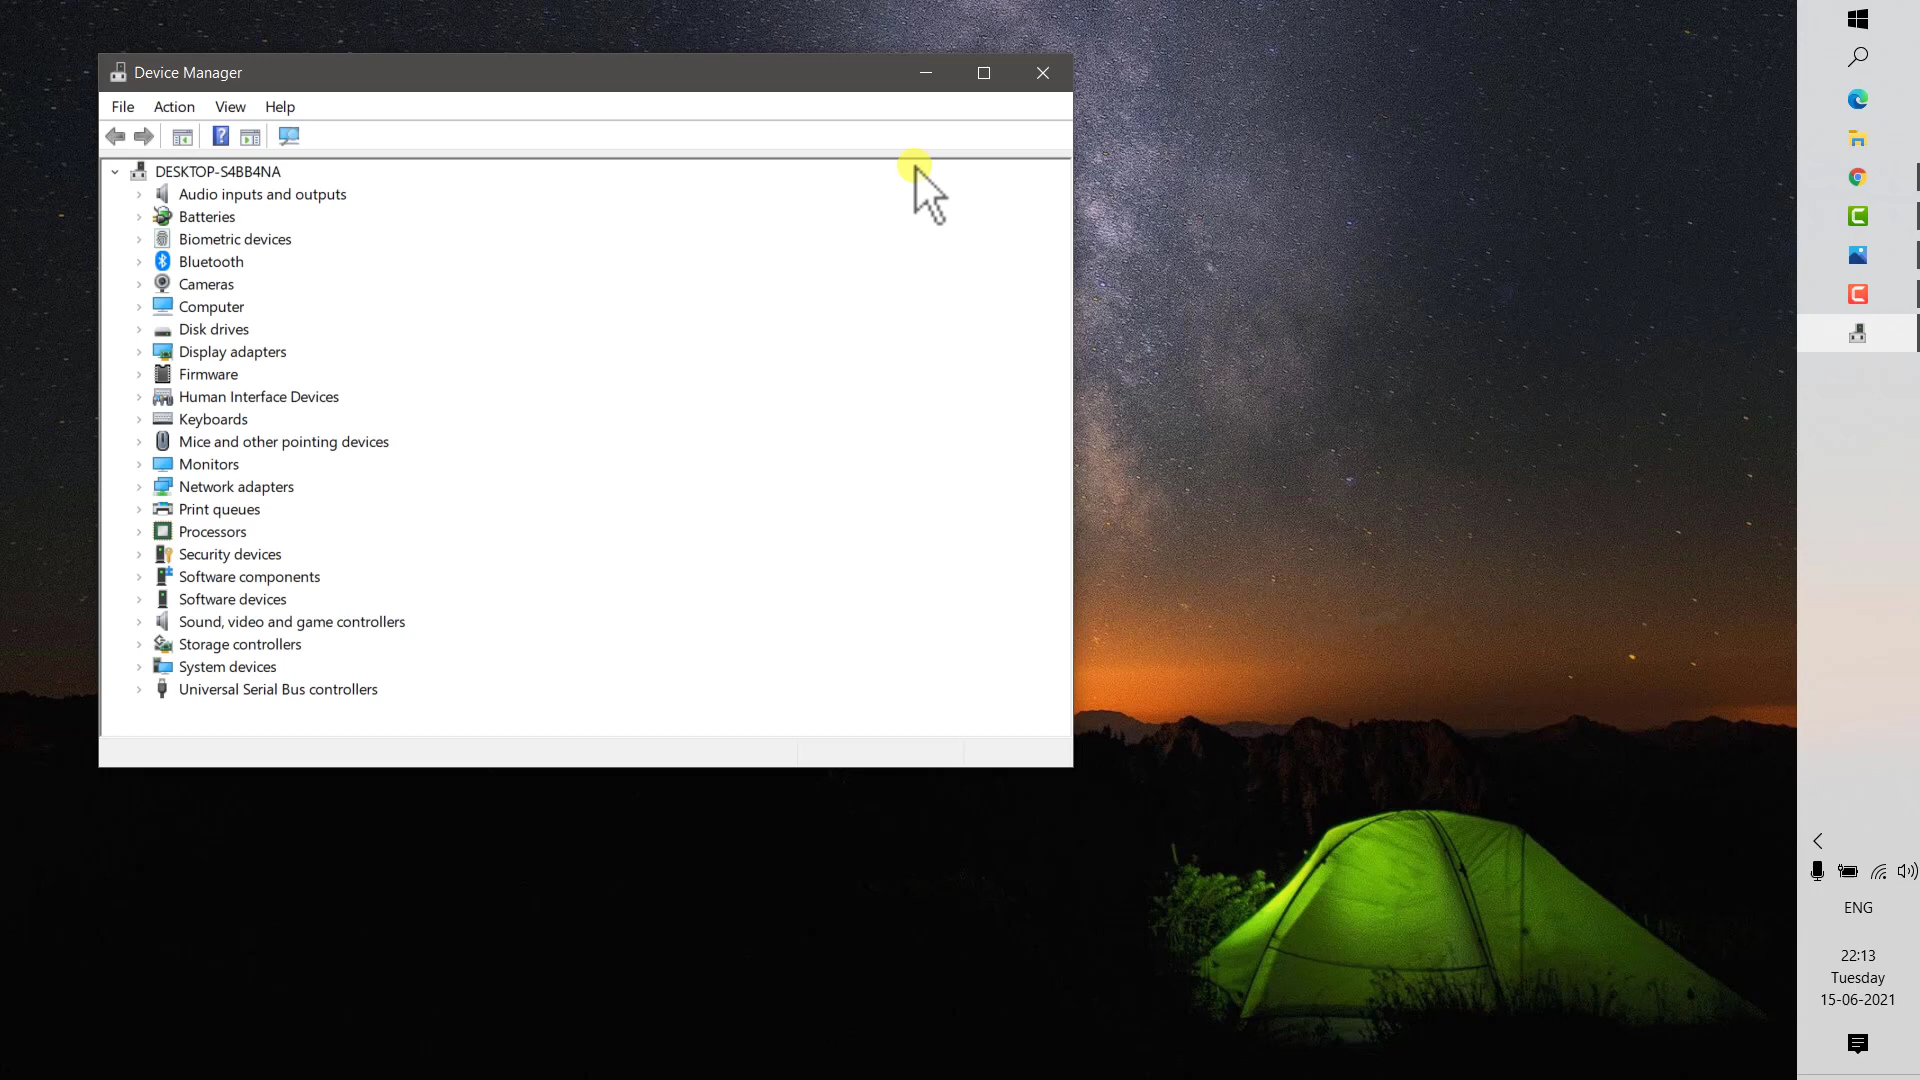 Device Manager
File Action View Help
DESKTOP-S4BB4NA
Audio inputs and outputs
Batteries
Biometric devices
Bluetooth
Cameras
Computer
Disk drives
Display adapters
Firmware
Human Interface Devices
Keyboards
Mice and other pointing devices
Monitors
Network adapters
Print queues
Processors
Security devices
Software components
Software devices
Sound, video and game controllers
Storage controllers
System devices
Universal Serial Bus controllers
ENG
22:13
Tuesday
15-06-2021